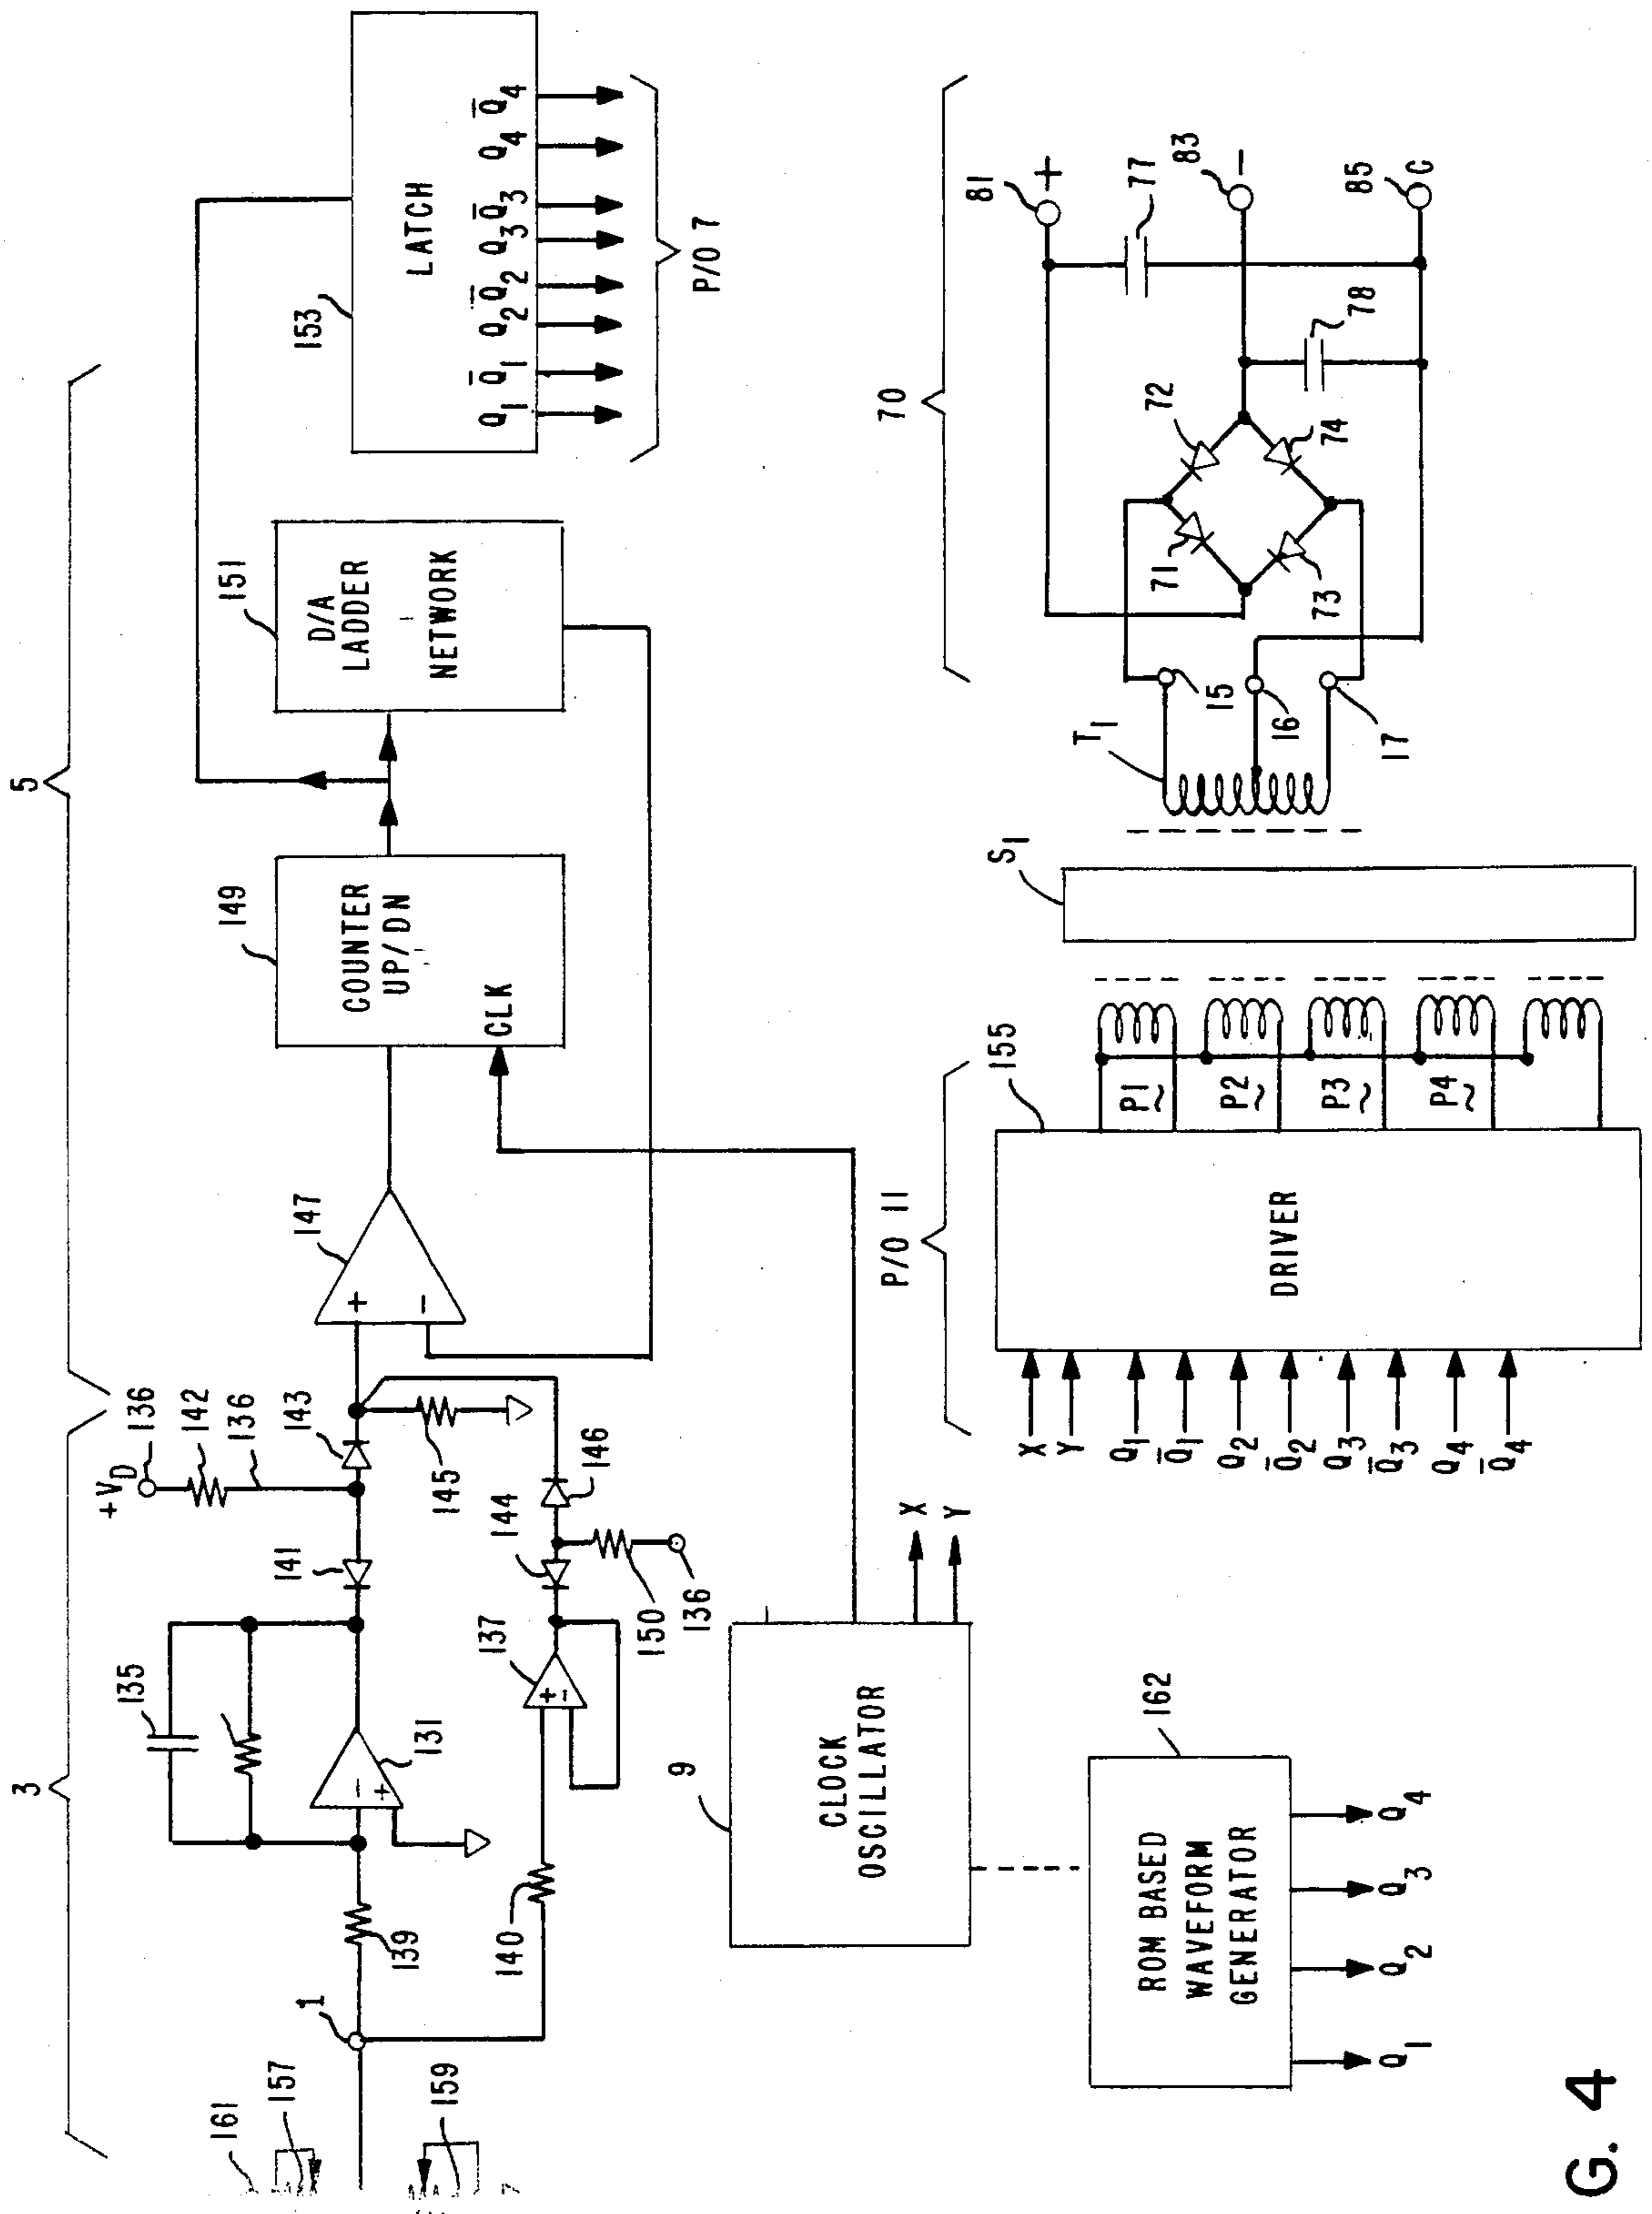 3
5
161
157
159
1
139
140
135
131
137
141
+V_D
136
142
136
143
145
144
146
150
136
147
+
-
-
+
+
-
149
COUNTER
UP/DN
CLK
151
D/A
LADDER
NETWORK
153
LATCH
Q1 Q̄1 Q2 Q̄2 Q3 Q̄3 Q4 Q̄4
P/O 7
9
CLOCK
OSCILLATOR
X
Y
162
ROM BASED
WAVEFORM
GENERATOR
Q1 Q2 Q3 Q4
P/O 11
155
DRIVER
X
Y
Q1
Q̄1
Q2
Q̄2
Q3
Q̄3
Q4
Q̄4
P1~
P2~
P3~
P4~
S1
T1
15
16
17
70
71
72
73
74
77
78
81 +
83 -
85 C
G. 4